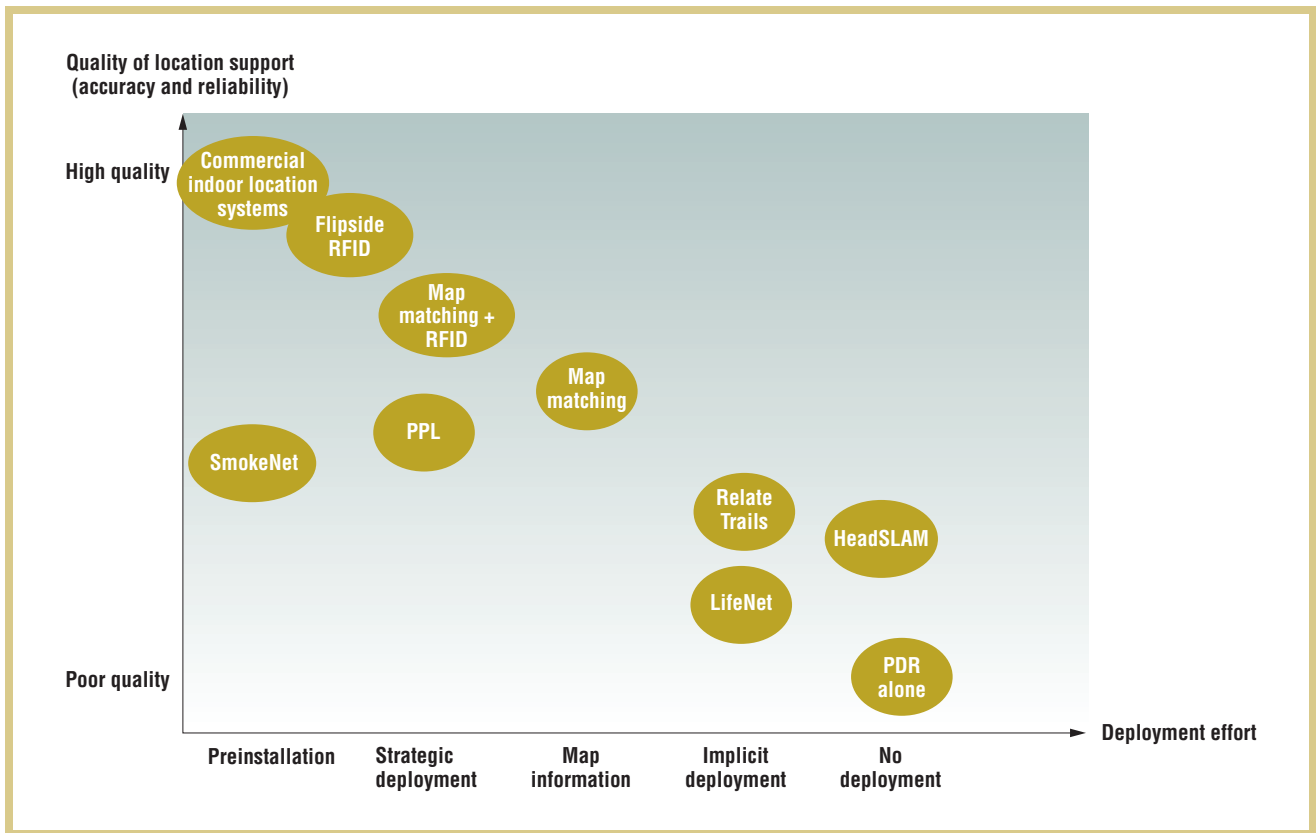 Quality of location support
(accuracy and reliability)
High quality
Commercial
indoor location
systems
Flipside
RFID
Map
matching +
RFID
Map
matching
PPL
SmokeNet
Relate
Trails
HeadSLAM
LifeNet
Poor quality
PDR
alone
Deployment effort
Preinstallation
Strategic
deployment
Map
information
Implicit
deployment
No
deployment